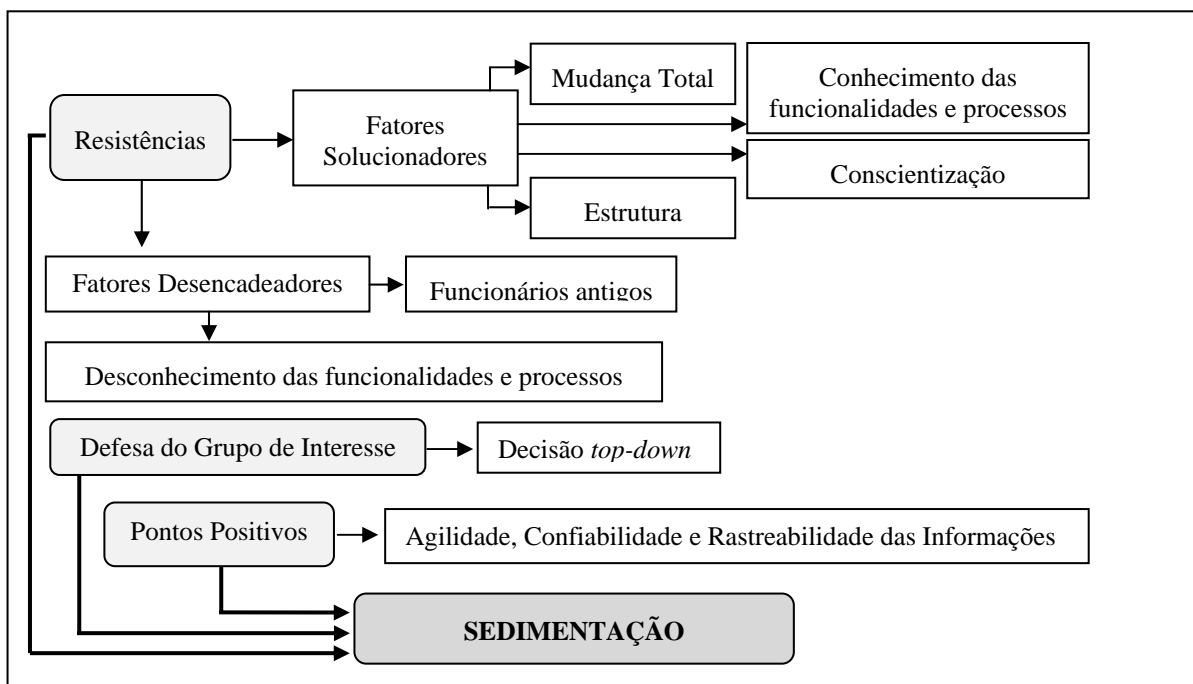 Mudança Total
Conhecimento das
funcionalidades e processos
Resistências
Fatores
Solucionadores
Conscientização
Estrutura
Fatores Desencadeadores
Funcionários antigos
Desconhecimento das funcionalidades e processos
Defesa do Grupo de Interesse
Decisão top-down
Pontos Positivos
Agilidade, Confiabilidade e Rastreabilidade das Informações
SEDIMENTAÇÃO